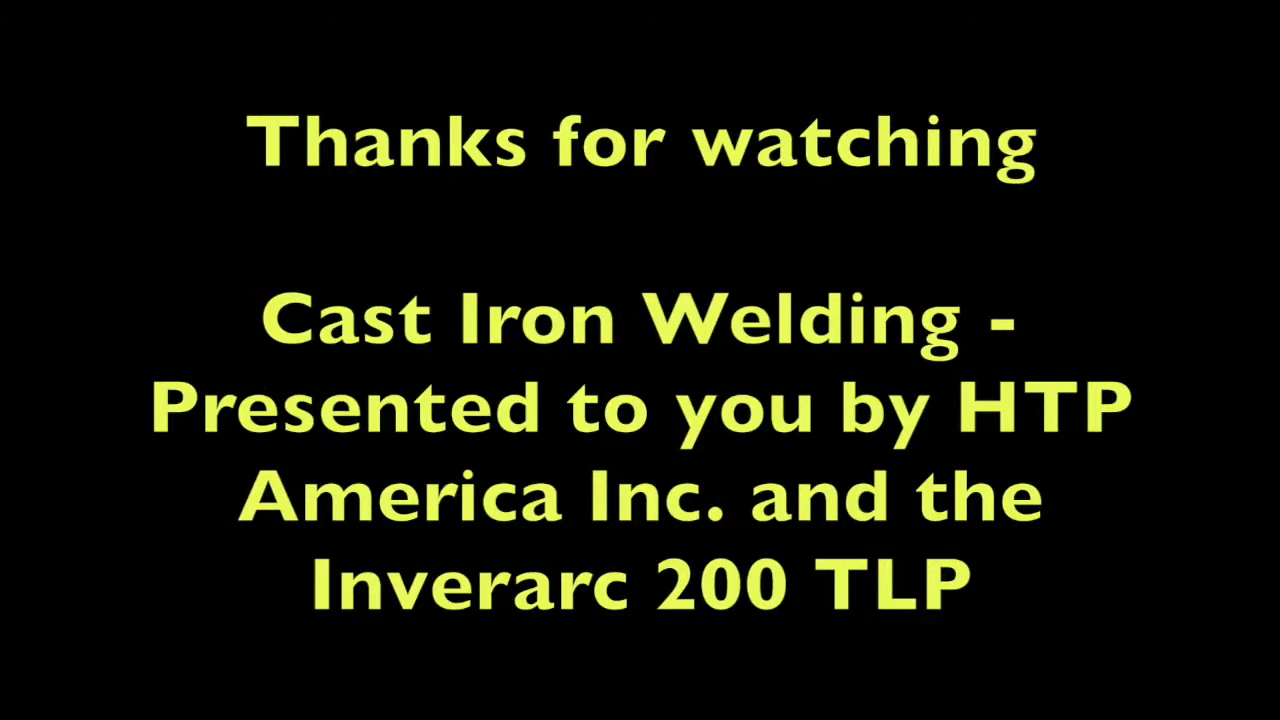 Thanks for watching
Cast Iron Welding -
Presented to you by HTP
America Inc. and the
Inverarc 200 TLP